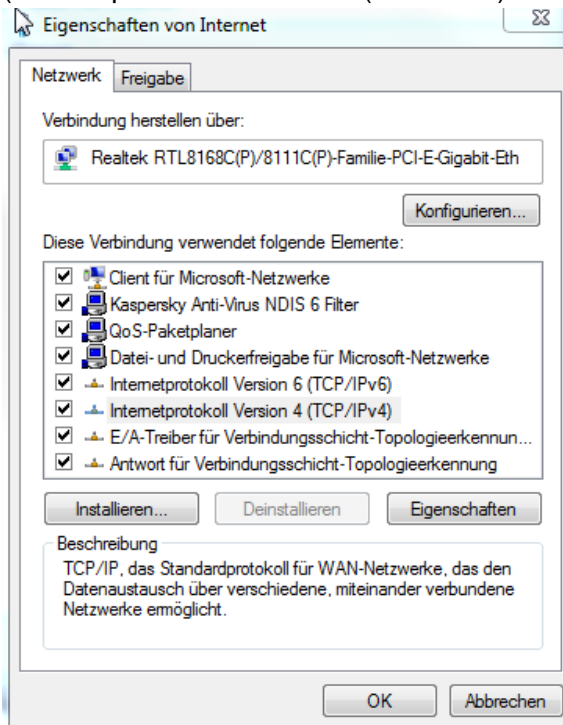 Eigenschaften von Internet
Netzwerk Freigabe
Verbindung herstellen über:
Realtek RTL8168C(P)/8111C(P)-Familie-PCI-E-Gigabit-Eth
Konfigurieren...
Diese Verbindung verwendet folgende Elemente:
Client für Microsoft-Netzwerke
Kaspersky Anti-Virus NDIS 6 Filter
QoS-Paketplaner
Datei- und Druckerfreigabe für Microsoft-Netzwerke
Internetprotokoll Version 6 (TCP/IPv6)
Internetprotokoll Version 4 (TCP/IPv4)
E/A-Treiber für Verbindungsschicht-Topologieerkennun...
Antwort für Verbindungsschicht-Topologieerkennung
Installieren... Deinstallieren Eigenschaften
Beschreibung
TCP/IP, das Standardprotokoll für WAN-Netzwerke, das den
Datenaustausch über verschiedene, miteinander verbundene
Netzwerke ermöglicht.
OK Abbrechen